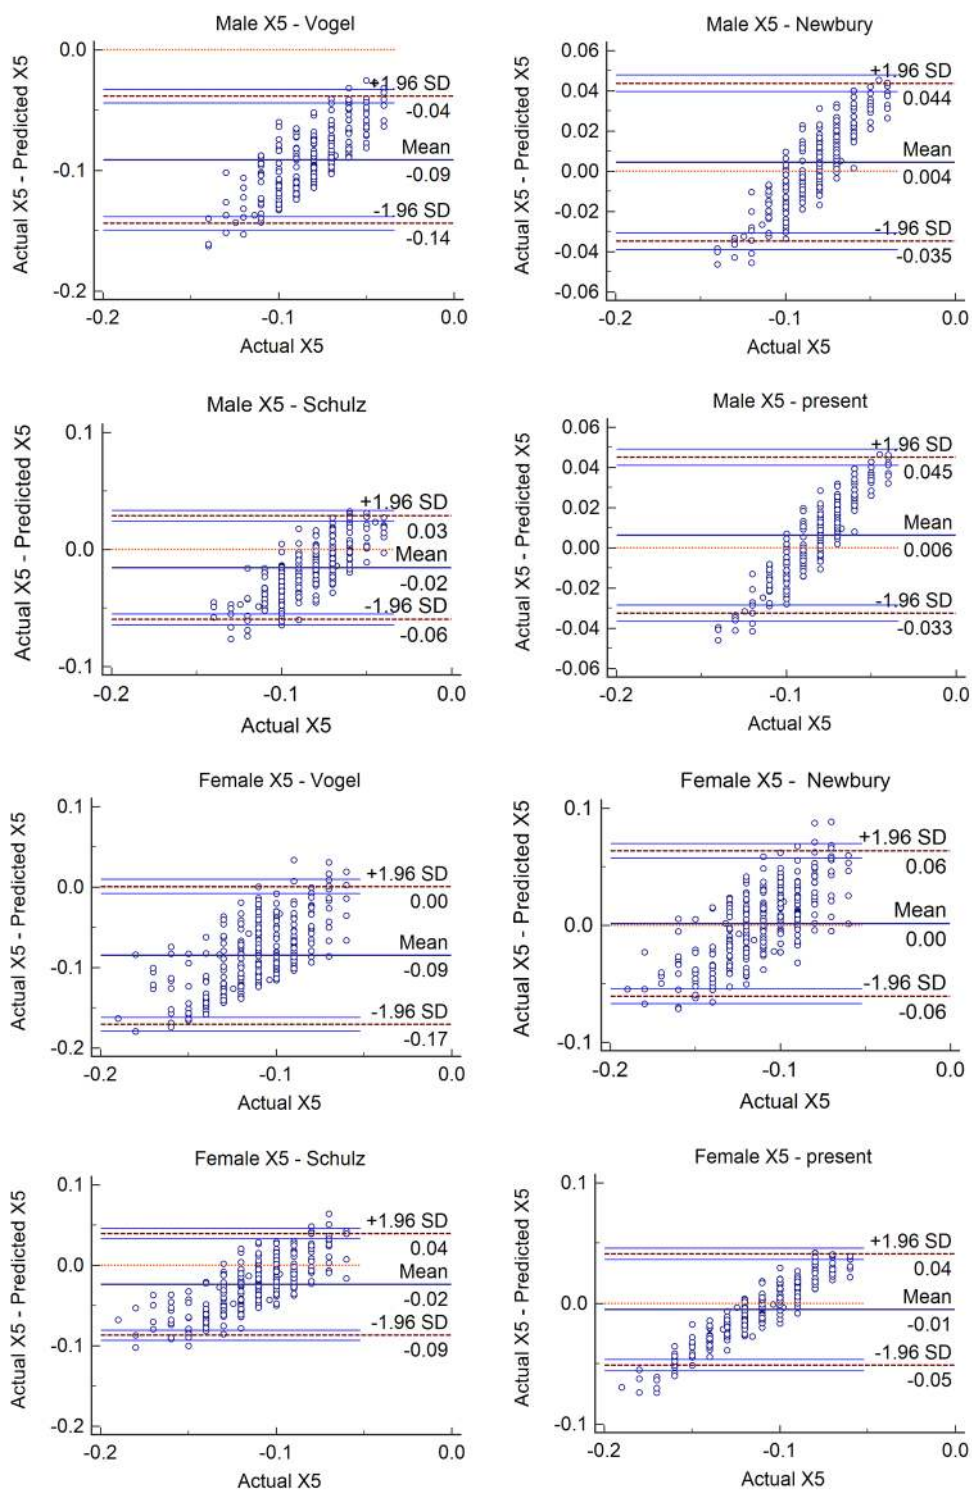 Male X5 - Vogel
0.0
-0.1
-0.2
Actual X5 - Predicted X5
+1.96 SD
-0.04
Mean
-0.09
-1.96 SD
-0.14
-0.2
-0.1
0.0
Actual X5
Male X5 - Newbury
0.06
0.04
0.02
0.00
-0.02
-0.04
-0.06
Actual X5 - Predicted X5
+1.96 SD
0.044
Mean
0.004
-1.96 SD
-0.035
-0.2
-0.1
0.0
Actual X5
Male X5 - Schulz
0.1
0.0
-0.1
Actual X5 - Predicted X5
+1.96 SD
0.03
Mean
-0.02
-1.96 SD
-0.06
-0.2
-0.1
0.0
Actual X5
Male X5 - present
0.06
0.04
0.02
0.00
-0.02
-0.04
-0.06
Actual X5 - Predicted X5
+1.96 SD
0.045
Mean
0.006
-1.96 SD
-0.033
-0.2
-0.1
0.0
Actual X5
Female X5 - Vogel
0.1
0.0
-0.1
-0.2
Actual X5 - Predicted X5
+1.96 SD
0.00
Mean
-0.09
-1.96 SD
-0.17
-0.2
-0.1
0.0
Actual X5
Female X5 - Newbury
0.1
0.0
-0.1
Actual X5 - Predicted X5
+1.96 SD
0.06
Mean
0.00
-1.96 SD
-0.06
-0.2
-0.1
0.0
Actual X5
Female X5 - Schulz
0.1
0.0
-0.1
-0.2
Actual X5 - Predicted X5
+1.96 SD
0.04
Mean
-0.02
-1.96 SD
-0.09
-0.2
-0.1
0.0
Actual X5
Female X5 - present
0.1
0.0
-0.1
Actual X5 - Predicted X5
+1.96 SD
0.04
Mean
-0.01
-1.96 SD
-0.05
-0.2
-0.1
0.0
Actual X5